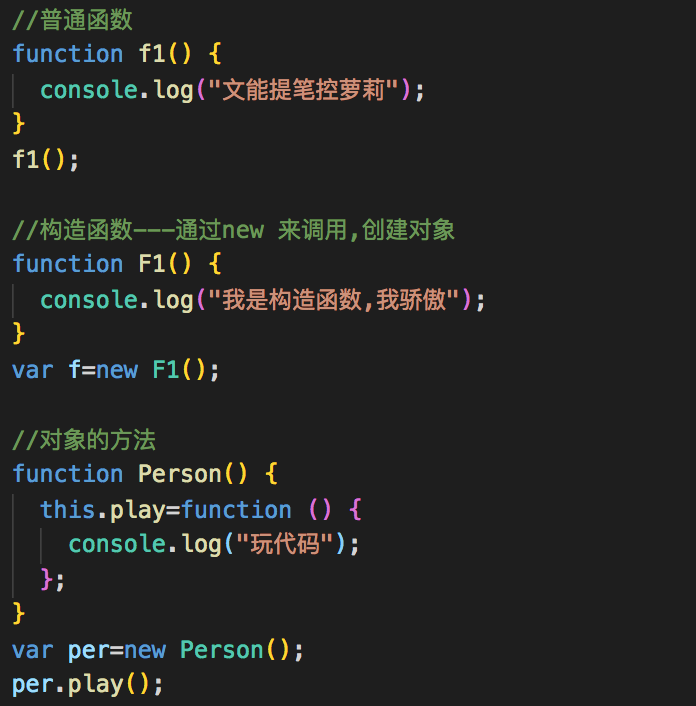 //普通函数
function f1() {
  console.log("文能提笔控萝莉");
}
f1();

//构造函数---通过new 来调用,创建对象
function F1() {
  console.log("我是构造函数,我骄傲");
}
var f=new F1();

//对象的方法
function Person() {
  this.play=function () {
    console.log("玩代码");
  };
}
var per=new Person();
per.play();